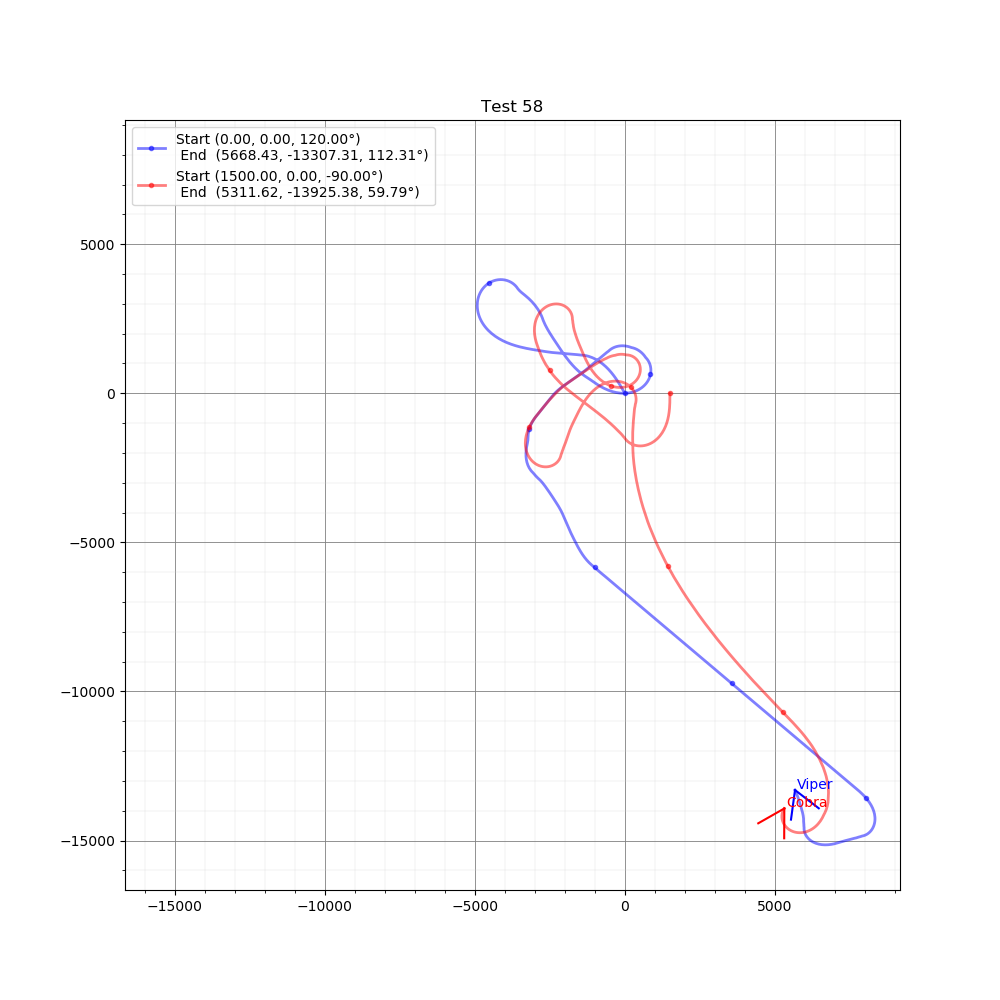 Test 58
Start (0.00, 0.00, 120.00°)
End (5668.43, -13307.31, 112.31°)
Start (1500.00, 0.00, -90.00°)
End (5311.62, -13925.38, 59.79°)
5000
0
−5000
−10000
−15000
Viper
Cobra
−15000
−10000
−5000
0
5000